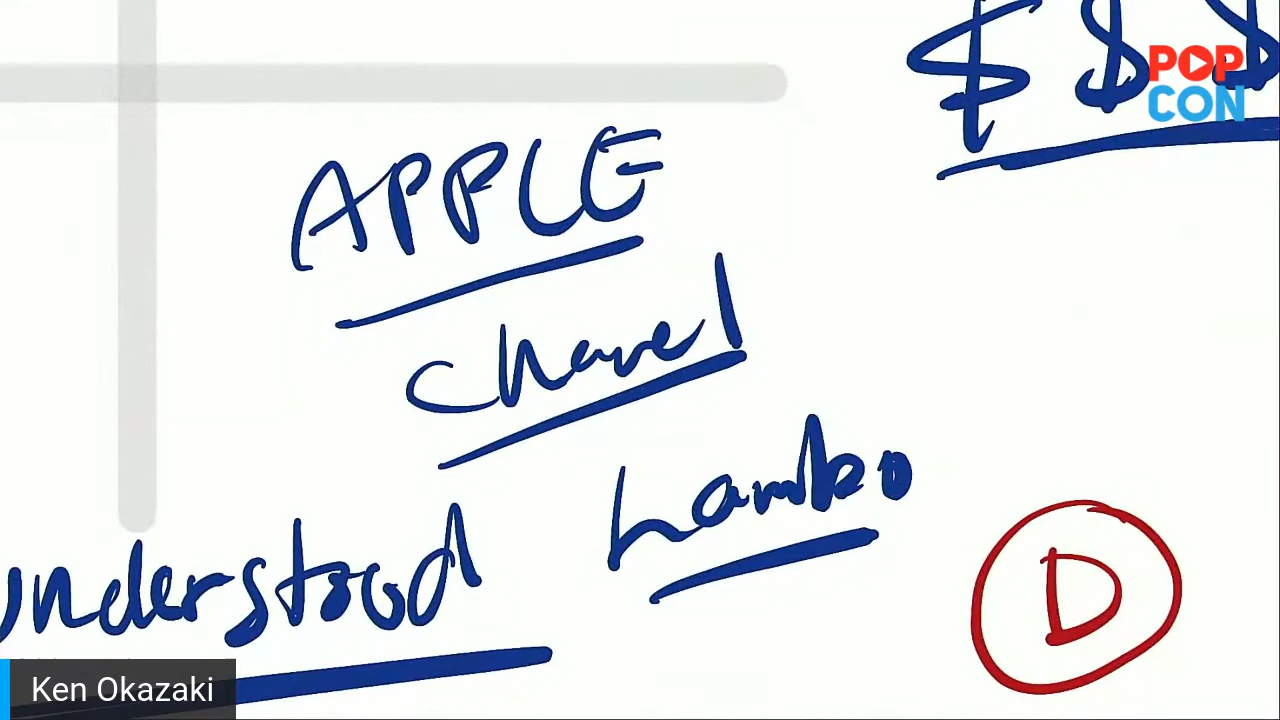 $$$
POP
CON
APPLE
chanel
Lambo
understood
D
Ken Okazaki